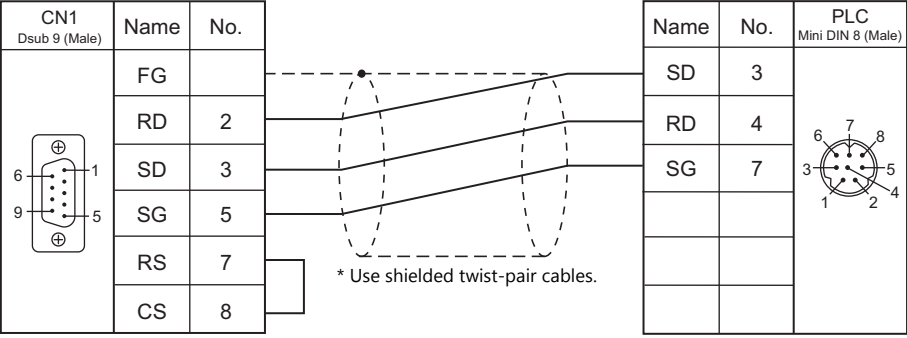 CN1
Dsub 9 (Male)
Name No.
FG
RD 2
SD 3
SG 5
RS 7
CS 8
6 1
9 5
* Use shielded twist-pair cables.
Name No.
PLC
Mini DIN 8 (Male)
SD 3
RD 4
SG 7
6 7 8
3 5
4
1 2